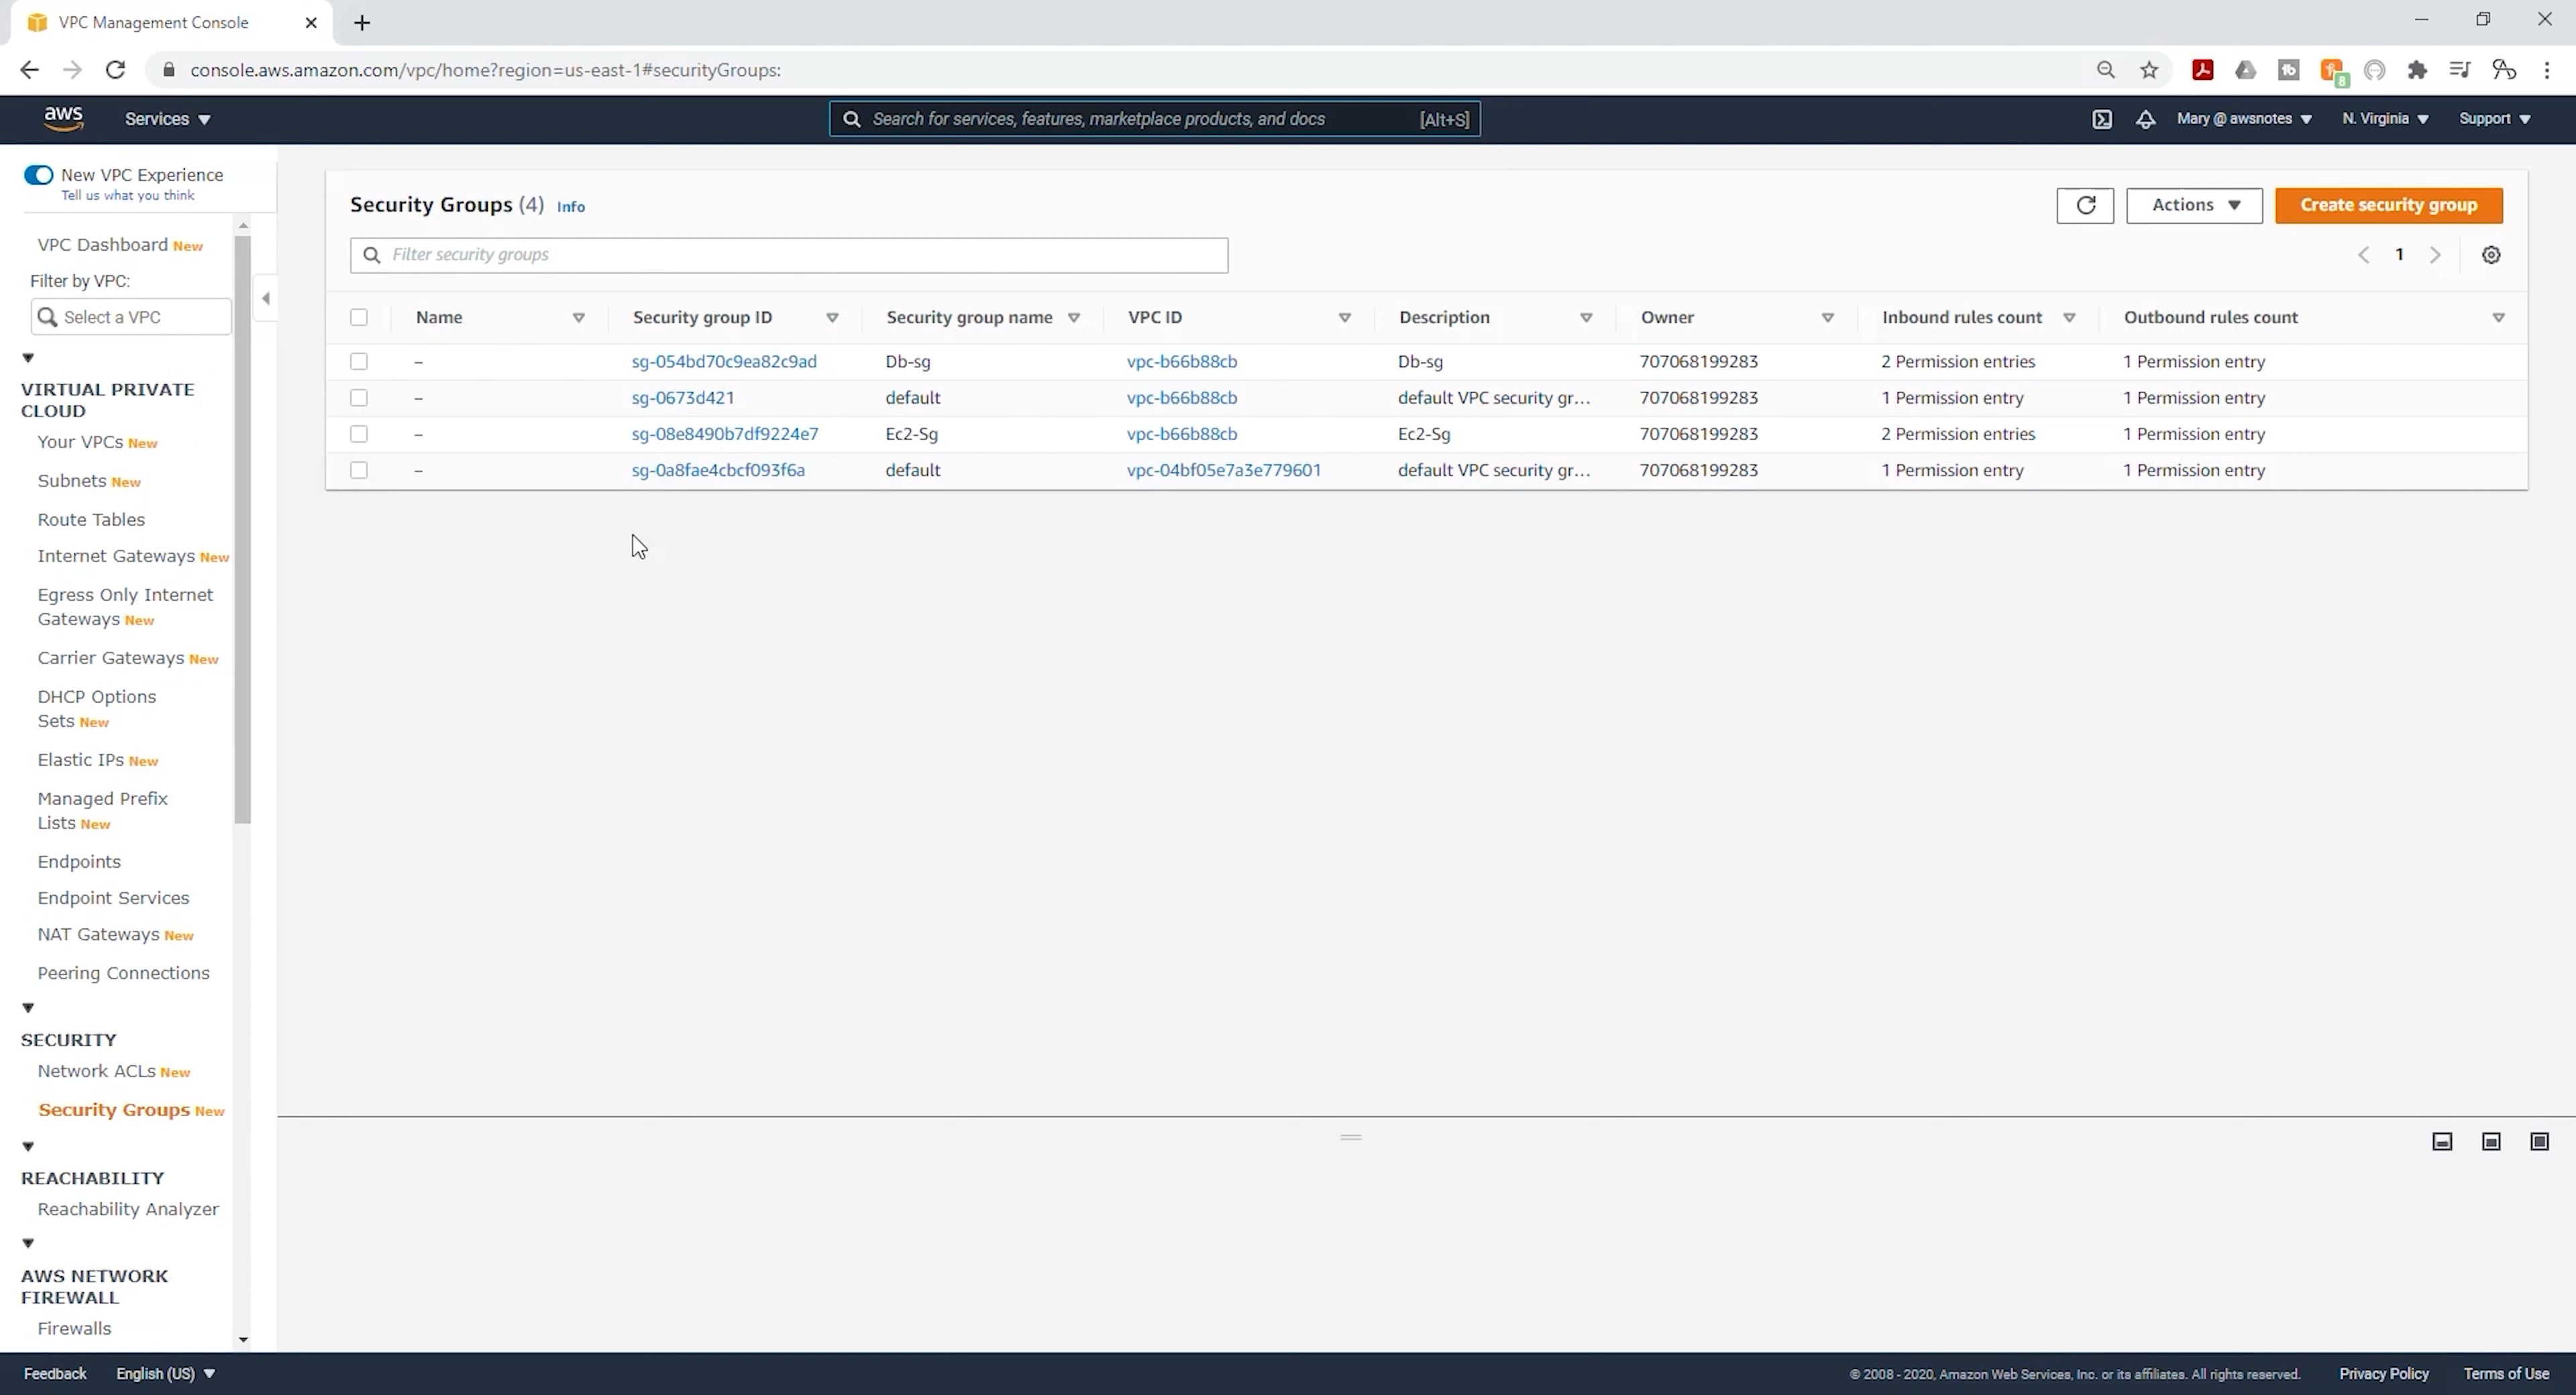 VPC Management Console
console.aws.amazon.com/vpc/home?region=us-east-1#securityGroups:
8
aws
Services
Search for services, features, marketplace products, and docs
[Alt+S]
Mary @ awsnotes
N. Virginia
Support
New VPC Experience
Tell us what you think
VPC Dashboard New
Filter by VPC:
Select a VPC
VIRTUAL PRIVATE
CLOUD
Your VPCs New
Subnets New
Route Tables
Internet Gateways New
Egress Only Internet
Gateways New
Carrier Gateways New
DHCP Options
Sets New
Elastic IPs New
Managed Prefix
Lists New
Endpoints
Endpoint Services
NAT Gateways New
Peering Connections
SECURITY
Network ACLs New
Security Groups New
REACHABILITY
Reachability Analyzer
AWS NETWORK
FIREWALL
Firewalls
Security Groups (4) Info
Actions
Create security group
Filter security groups
1
Name Security group ID Security group name VPC ID Description Owner Inbound rules count Outbound rules count
– sg-054bd70c9ea82c9ad Db-sg vpc-b66b88cb Db-sg 707068199283 2 Permission entries 1 Permission entry
– sg-0673d421 default vpc-b66b88cb default VPC security gr... 707068199283 1 Permission entry 1 Permission entry
– sg-08e8490b7df9224e7 Ec2-Sg vpc-b66b88cb Ec2-Sg 707068199283 2 Permission entries 1 Permission entry
– sg-0a8fae4cbcf093f6a default vpc-04bf05e7a3e779601 default VPC security gr... 707068199283 1 Permission entry 1 Permission entry
Feedback
English (US)
© 2008 - 2020, Amazon Web Services, Inc. or its affiliates. All rights reserved.
Privacy Policy
Terms of Use